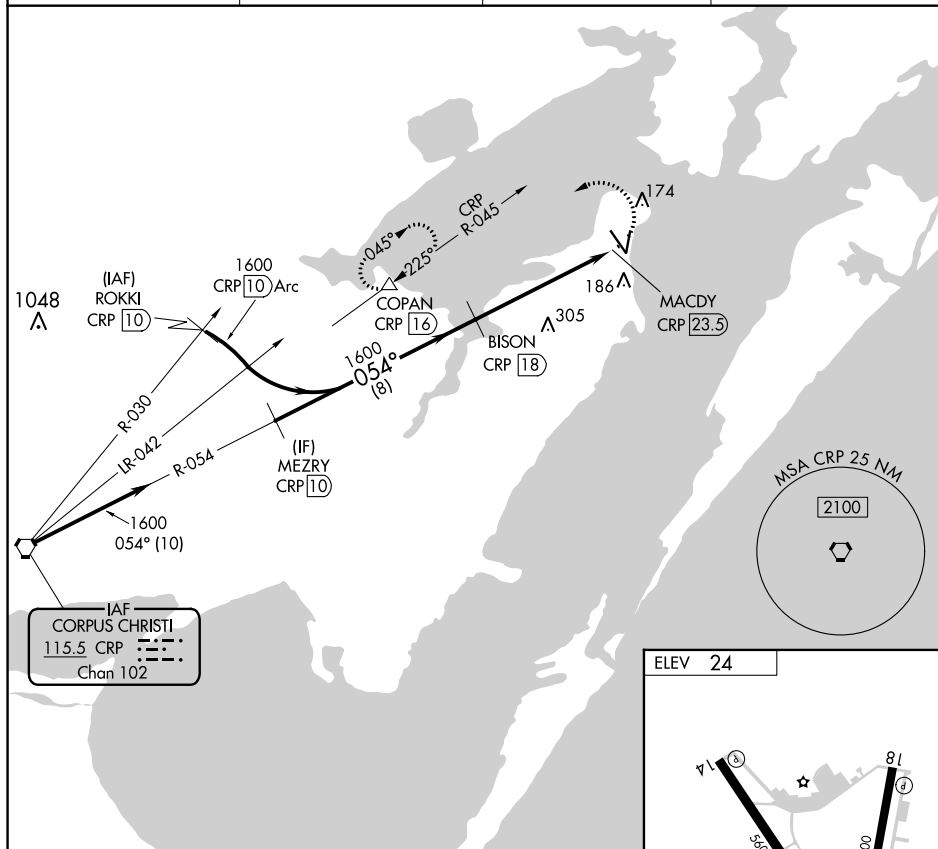 174
CRP
R-045
045°
225°
1600
CRP 10 Arc
(IAF)
ROKKI
CRP 10
1048
COPAN
CRP 16
186
MACDY
CRP 23.5
305
BISON
CRP 18
1600
054°
(8)
R-030
LR-042
R-054
(IF)
MEZRY
CRP 10
MSA CRP 25 NM
2100
1600
054° (10)
IAF
CORPUS CHRISTI
115.5 CRP
Chan 102
ELEV 24
14
P
18
P
560
00